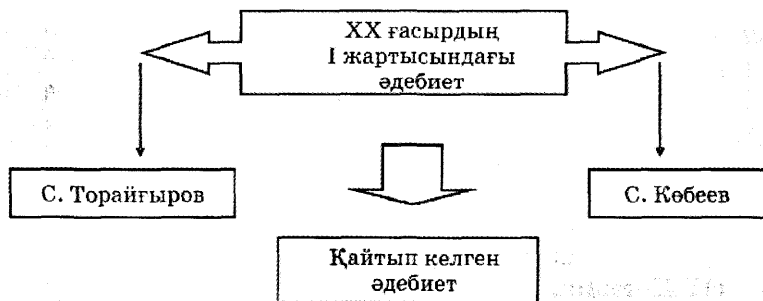 XX ғасырдың
I жартысындағы
әдебиет
С. Торайғыров
С. Көбеев
Қайтып келген
әдебиет